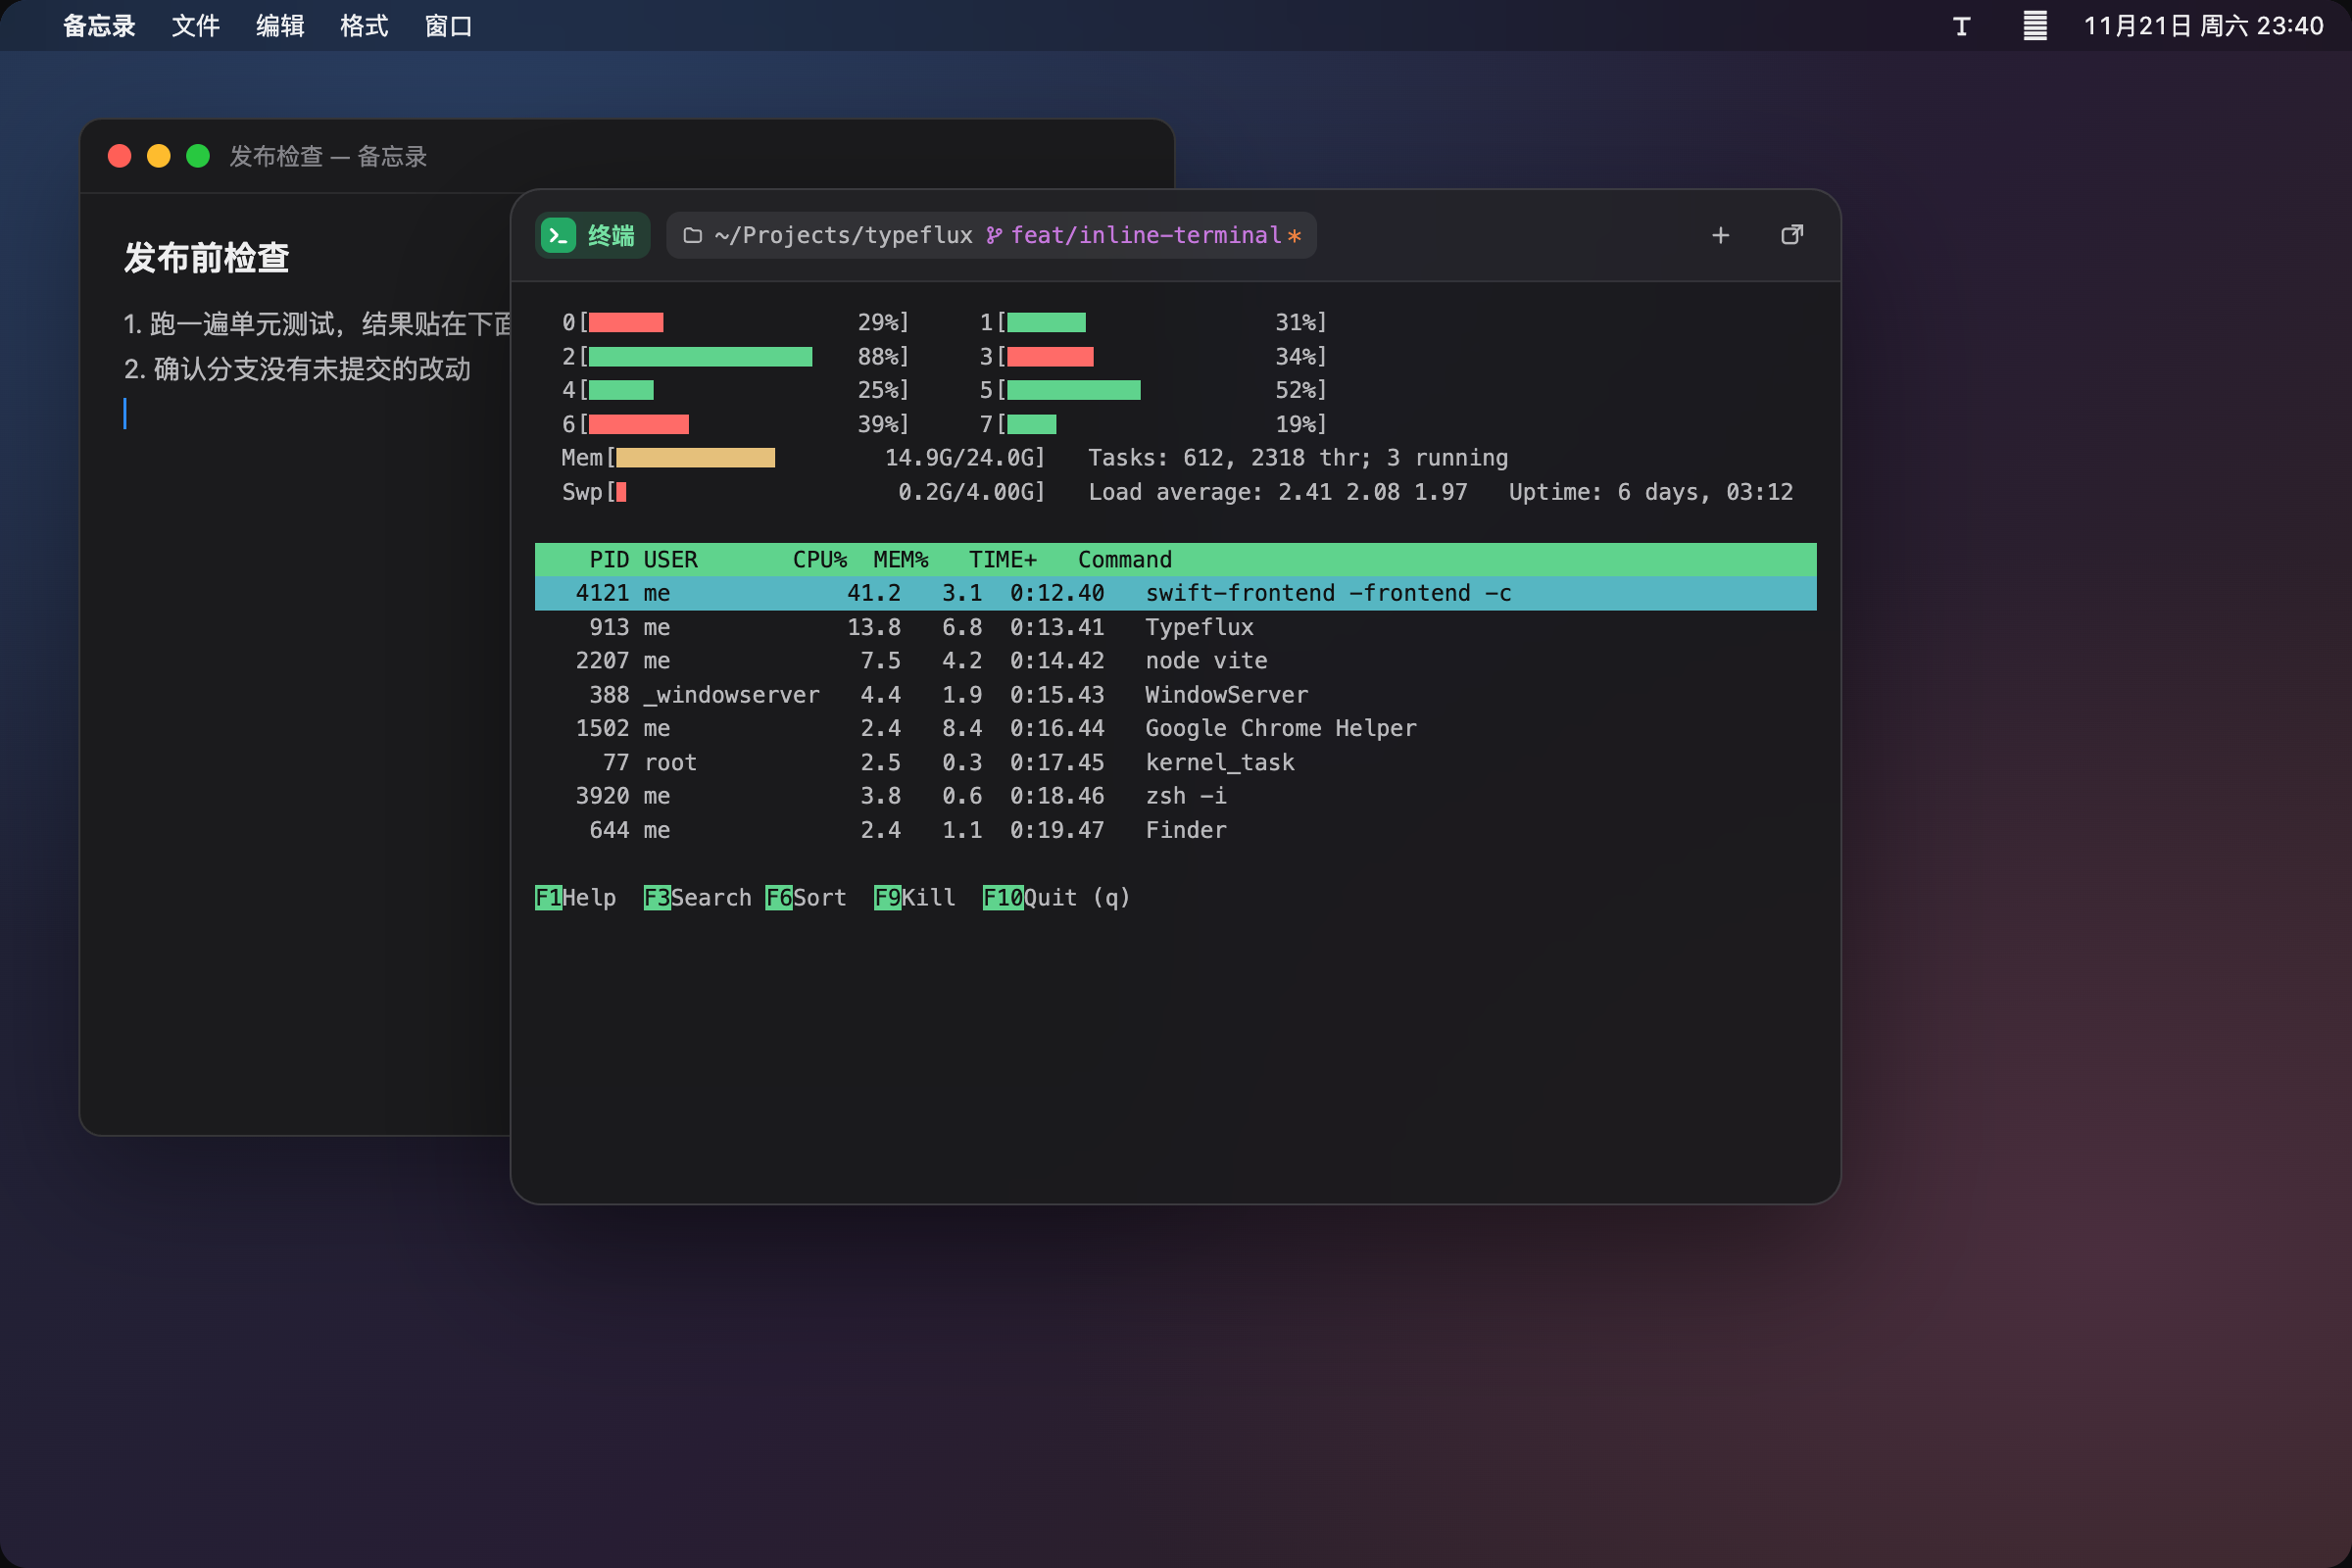 备忘录 文件 编辑 格式 窗口 11月21日 周六 23:40
发布检查 — 备忘录
发布前检查
1. 跑一遍单元测试，结果贴在下面
2. 确认分支没有未提交的改动
终端 ~/Projects/typeflux feat/inline-terminal*
0[ 29%] 1[ 31%]
2[ 88%] 3[ 34%]
4[ 25%] 5[ 52%]
6[ 39%] 7[ 19%]
Mem[ 14.9G/24.0G] Tasks: 612, 2318 thr; 3 running
Swp[ 0.2G/4.00G] Load average: 2.41 2.08 1.97 Uptime: 6 days, 03:12
PID USER CPU% MEM% TIME+ Command
4121 me 41.2 3.1 0:12.40 swift-frontend -frontend -c
913 me 13.8 6.8 0:13.41 Typeflux
2207 me 7.5 4.2 0:14.42 node vite
388 _windowserver 4.4 1.9 0:15.43 WindowServer
1502 me 2.4 8.4 0:16.44 Google Chrome Helper
77 root 2.5 0.3 0:17.45 kernel_task
3920 me 3.8 0.6 0:18.46 zsh -i
644 me 2.4 1.1 0:19.47 Finder
F1Help F3Search F6Sort F9Kill F10Quit (q)